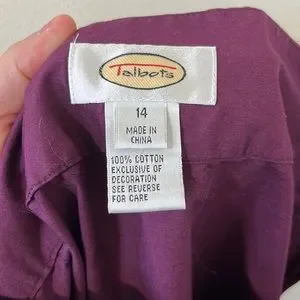 Talbots
14
MADE IN
CHINA
100% COTTON
EXCLUSIVE OF
DECORATION
SEE REVERSE
FOR CARE